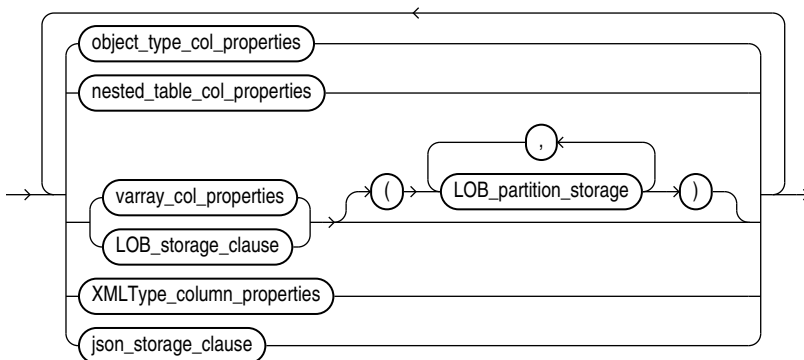 object_type_col_properties
nested_table_col_properties
,
varray_col_properties
(
LOB_partition_storage
)
LOB_storage_clause
XMLType_column_properties
json_storage_clause